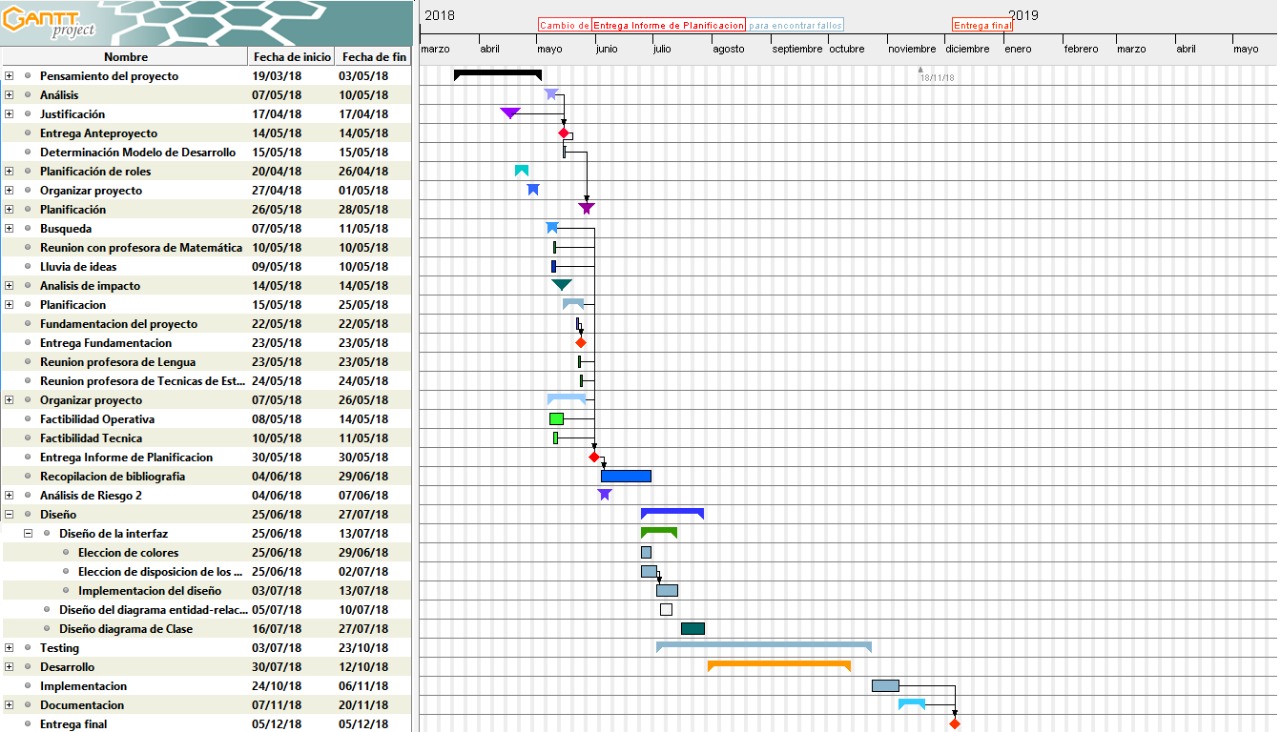 GANTT project
2018
2019
Cambio de Entrega Informe de Planificacion para encontrar fallos
Entrega final
marzo abril mayo junio julio agosto septiembre octubre noviembre diciembre enero febrero marzo abril mayo
18/11/18
Nombre Fecha de inicio Fecha de fin
Pensamiento del proyecto 19/03/18 03/05/18
Análisis 07/05/18 10/05/18
Justificación 17/04/18 17/04/18
Entrega Anteproyecto 14/05/18 14/05/18
Determinación Modelo de Desarrollo 15/05/18 15/05/18
Planificación de roles 20/04/18 26/04/18
Organizar proyecto 27/04/18 01/05/18
Planificación 26/05/18 28/05/18
Busqueda 07/05/18 11/05/18
Reunion con profesora de Matemática 10/05/18 10/05/18
Lluvia de ideas 09/05/18 10/05/18
Analisis de impacto 14/05/18 14/05/18
Planificacion 15/05/18 25/05/18
Fundamentacion del proyecto 22/05/18 22/05/18
Entrega Fundamentacion 23/05/18 23/05/18
Reunion profesora de Lengua 23/05/18 23/05/18
Reunion profesora de Tecnicas de Est... 24/05/18 24/05/18
Organizar proyecto 07/05/18 26/05/18
Factibilidad Operativa 08/05/18 14/05/18
Factibilidad Tecnica 10/05/18 11/05/18
Entrega Informe de Planificacion 30/05/18 30/05/18
Recopilacion de bibliografia 04/06/18 29/06/18
Análisis de Riesgo 2 04/06/18 07/06/18
Diseño 25/06/18 27/07/18
Diseño de la interfaz 25/06/18 13/07/18
Eleccion de colores 25/06/18 29/06/18
Eleccion de disposicion de los ... 25/06/18 02/07/18
Implementacion del diseño 03/07/18 13/07/18
Diseño del diagrama entidad-relac... 05/07/18 10/07/18
Diseño diagrama de Clase 16/07/18 27/07/18
Testing 03/07/18 23/10/18
Desarrollo 30/07/18 12/10/18
Implementacion 24/10/18 06/11/18
Documentacion 07/11/18 20/11/18
Entrega final 05/12/18 05/12/18